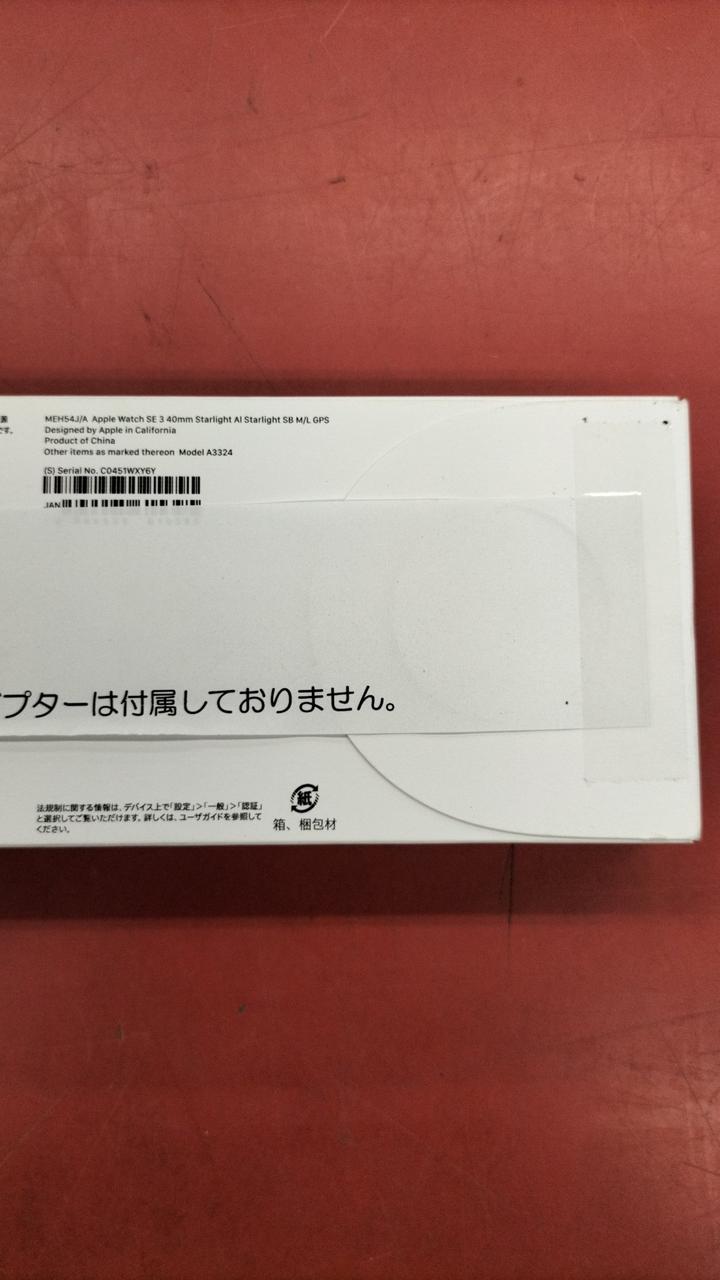 です。
MEH54J/A Apple Watch SE 3 40mm Starlight Al Starlight SB M/L GPS
Designed by Apple in California
Product of China
Other items as marked thereon Model A3324
(S) Serial No. C0451WXY6Y
JAN
プターは付属しておりません。
法規制に関する情報は、デバイス上で「設定」>「一般」>「認証」
と選択してご覧いただけます。詳しくは、ユーザガイドを参照して
ください。
紙
箱、梱包材